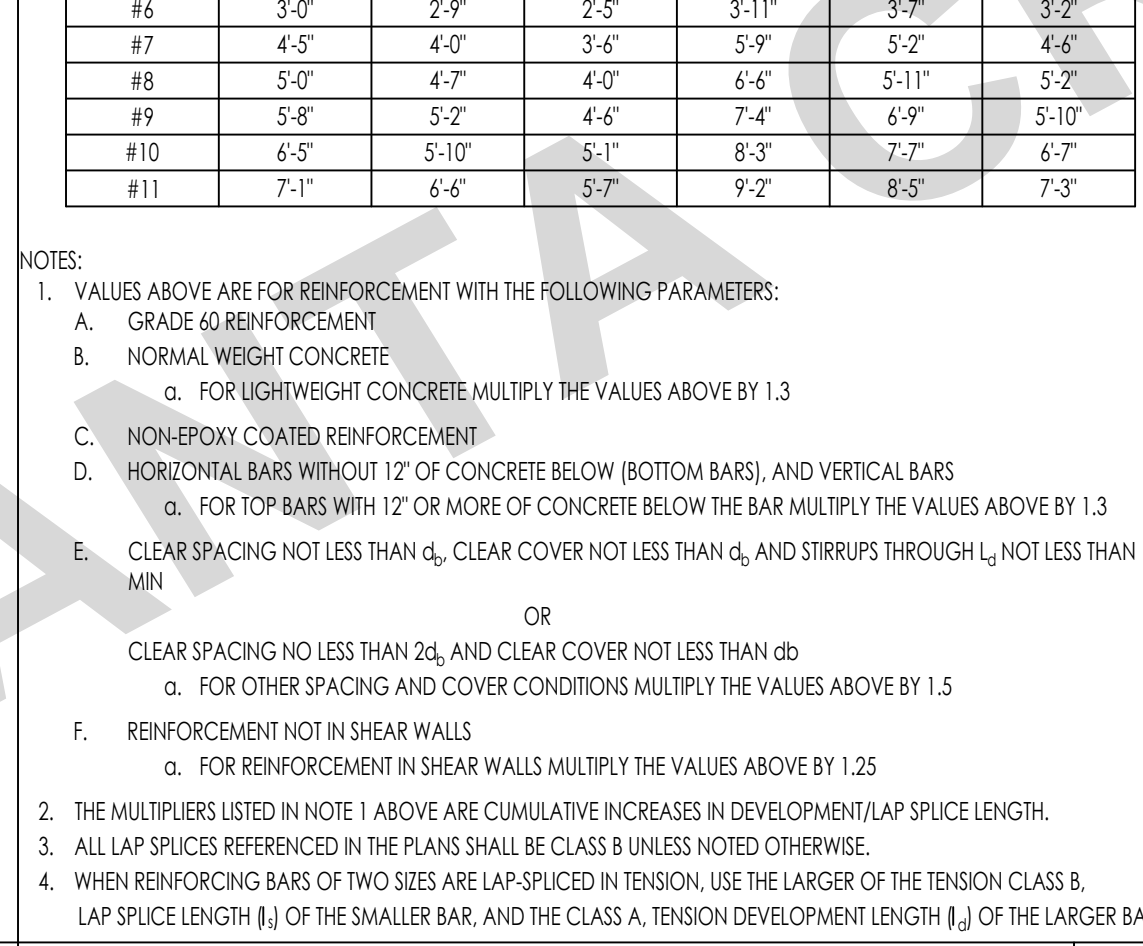 #6 3'-0" 2'-9" 2'-5" 3'-11" 3'-7" 3'-2"
#7 4'-5" 4'-0" 3'-6" 5'-9" 5'-2" 4'-6"
#8 5'-0" 4'-7" 4'-0" 6'-6" 5'-11" 5'-2"
#9 5'-8" 5'-2" 4'-6" 7'-4" 6'-9" 5'-10"
#10 6'-5" 5'-10" 5'-1" 8'-3" 7'-7" 6'-7"
#11 7'-1" 6'-6" 5'-7" 9'-2" 8'-5" 7'-3"
NOTES:
1. VALUES ABOVE ARE FOR REINFORCEMENT WITH THE FOLLOWING PARAMETERS:
A. GRADE 60 REINFORCEMENT
B. NORMAL WEIGHT CONCRETE
a. FOR LIGHTWEIGHT CONCRETE MULTIPLY THE VALUES ABOVE BY 1.3
C. NON-EPOXY COATED REINFORCEMENT
D. HORIZONTAL BARS WITHOUT 12" OF CONCRETE BELOW (BOTTOM BARS), AND VERTICAL BARS
a. FOR TOP BARS WITH 12" OR MORE OF CONCRETE BELOW THE BAR MULTIPLY THE VALUES ABOVE BY 1.3
E. CLEAR SPACING NOT LESS THAN db, CLEAR COVER NOT LESS THAN db AND STIRRUPS THROUGH Ld NOT LESS THAN
MIN
OR
CLEAR SPACING NO LESS THAN 2db AND CLEAR COVER NOT LESS THAN db
a. FOR OTHER SPACING AND COVER CONDITIONS MULTIPLY THE VALUES ABOVE BY 1.5
F. REINFORCEMENT NOT IN SHEAR WALLS
a. FOR REINFORCEMENT IN SHEAR WALLS MULTIPLY THE VALUES ABOVE BY 1.25
2. THE MULTIPLIERS LISTED IN NOTE 1 ABOVE ARE CUMULATIVE INCREASES IN DEVELOPMENT/LAP SPLICE LENGTH.
3. ALL LAP SPLICES REFERENCED IN THE PLANS SHALL BE CLASS B UNLESS NOTED OTHERWISE.
4. WHEN REINFORCING BARS OF TWO SIZES ARE LAP-SPLICED IN TENSION, USE THE LARGER OF THE TENSION CLASS B,
LAP SPLICE LENGTH (ls) OF THE SMALLER BAR, AND THE CLASS A, TENSION DEVELOPMENT LENGTH (ld) OF THE LARGER BA
ANTA C